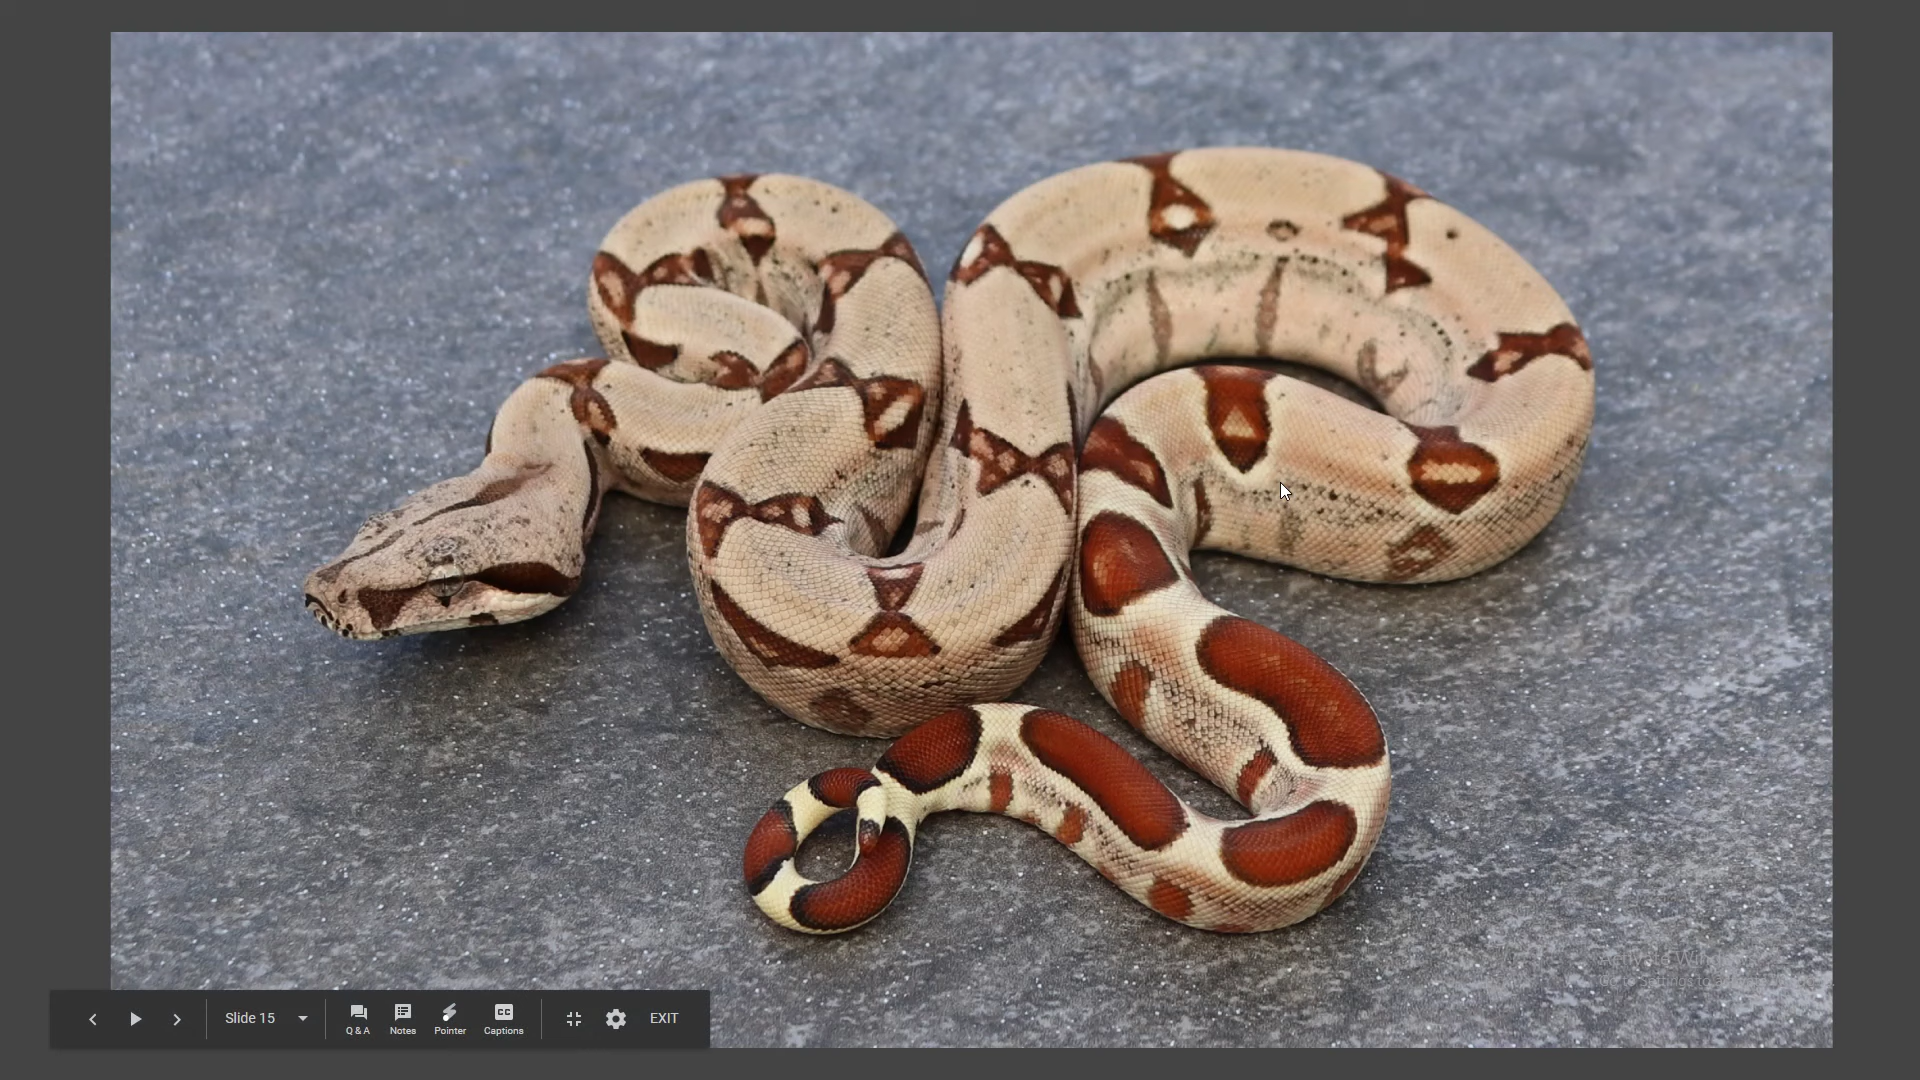 Slide 15
Q & A
Notes
Pointer
Captions
EXIT